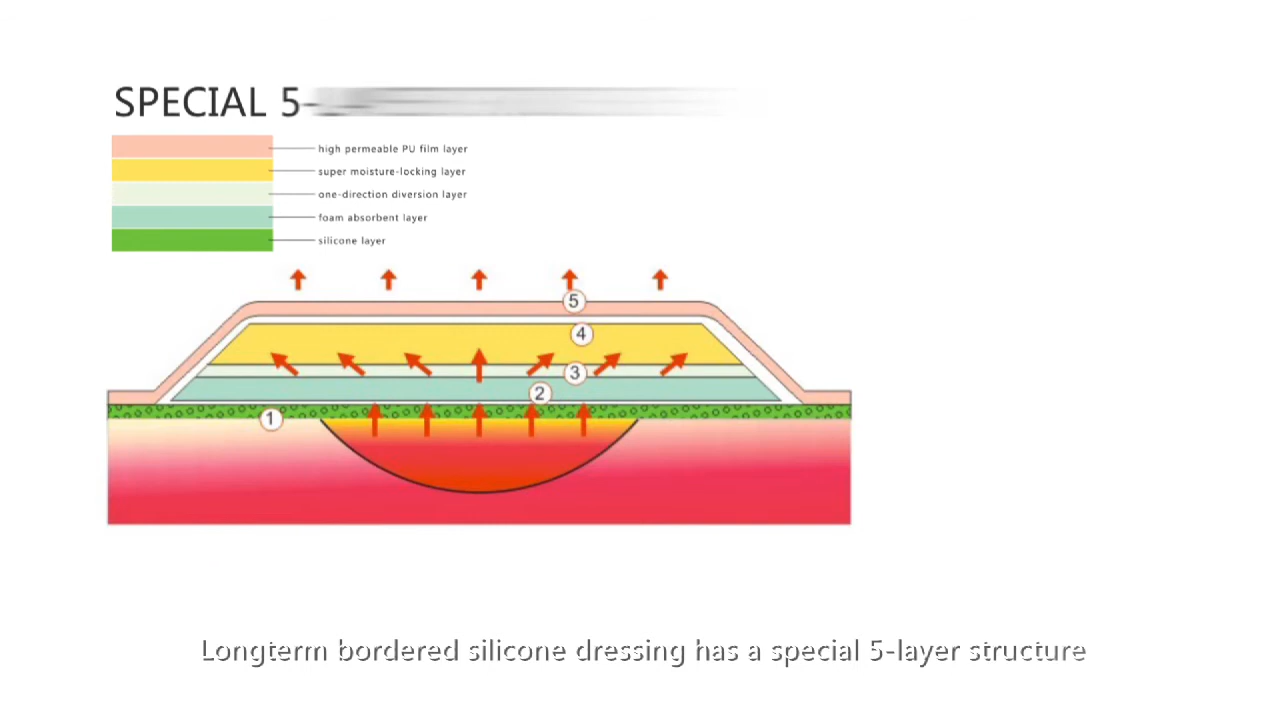 SPECIAL 5-
high permeable PU film layer
super moisture-locking layer
one-direction diversion layer
foam absorbent layer
silicone layer
5
4
3
2
1
Longterm bordered silicone dressing has a special 5-layer structure